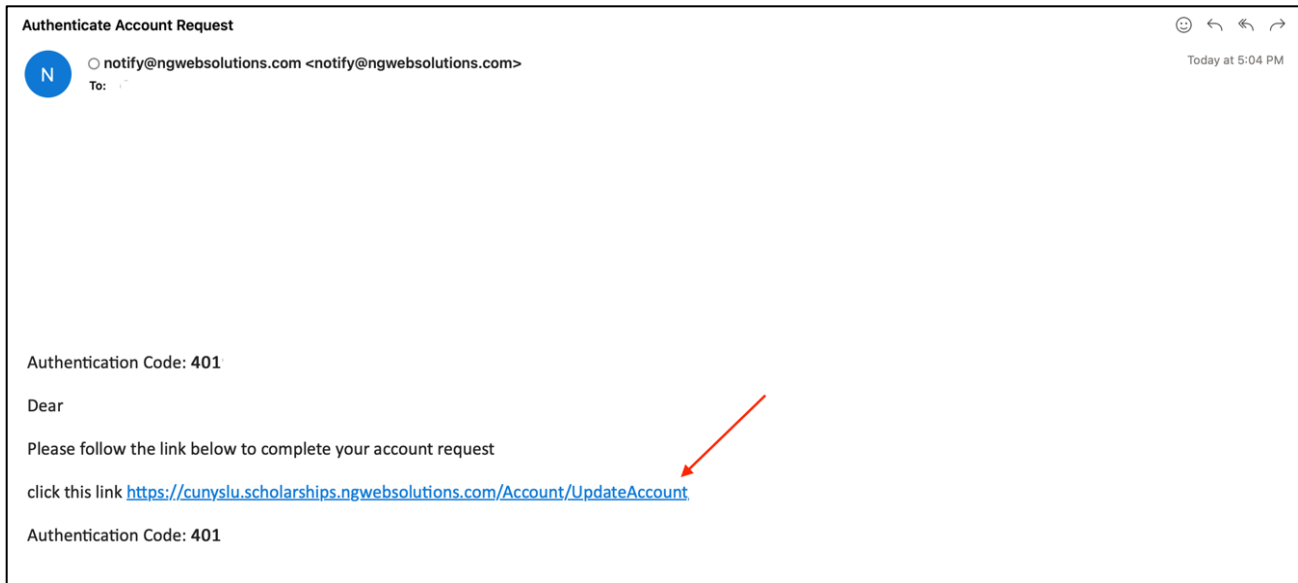 Authenticate Account Request
N
notify@ngwebsolutions.com <notify@ngwebsolutions.com>
Today at 5:04 PM
To:
Authentication Code: 401
Dear
Please follow the link below to complete your account request
click this link https://cunyslu.scholarships.ngwebsolutions.com/Account/UpdateAccount
Authentication Code: 401